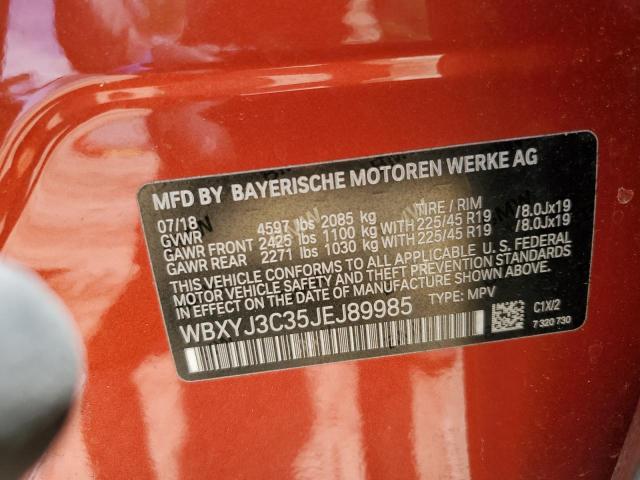 MFD BY BAYERISCHE MOTOREN WERKE AG
07/18 TIRE / RIM
GVWR 4597 lbs 2085 kg
GAWR FRONT 2425 lbs 1100 kg WITH 225/45 R19 /8.0Jx19
GAWR REAR 2271 lbs 1030 kg WITH 225/45 R19 /8.0Jx19
THIS VEHICLE CONFORMS TO ALL APPLICABLE U.S. FEDERAL
MOTOR VEHICLE SAFETY AND THEFT PREVENTION STANDARDS
IN EFFECT ON THE DATE OF MANUFACTURE SHOWN ABOVE.
WBXYJ3C35JEJ89985 TYPE: MPV
C1X/2
7 320 730